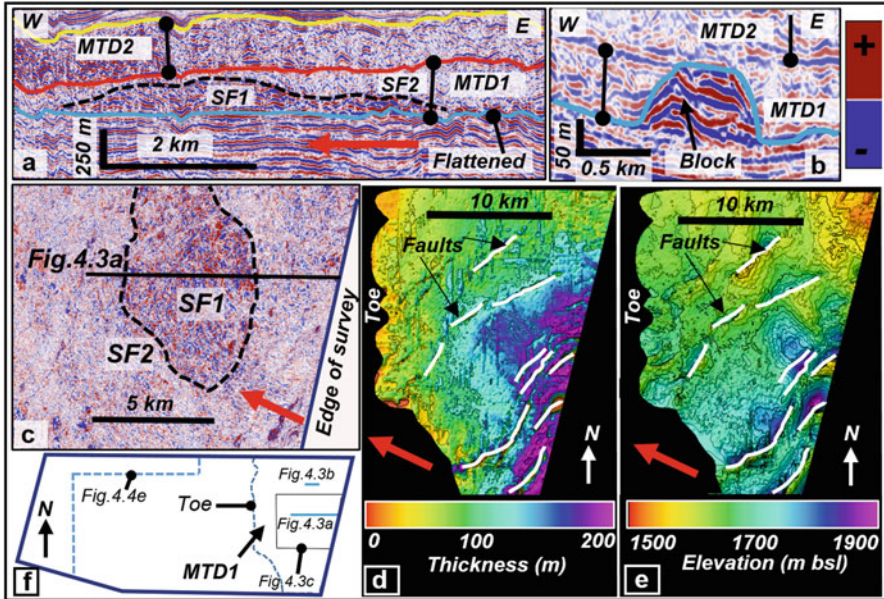 W
E
MTD2
MTD1
SF1
SF2
250 m
2 km
Flattened
a
W
E
MTD2
MTD1
50 m
0.5 km
Block
b
+
-
Fig.4.3a
SF1
SF2
5 km
Edge of survey
c
10 km
Faults
Toe
N
0 100 200
Thickness (m)
d
10 km
Faults
Toe
N
1500 1700 1900
Elevation (m bsl)
e
Fig.4.4e
Fig.4.3b
Toe
Fig.4.3a
N
MTD1
Fig.4.3c
f